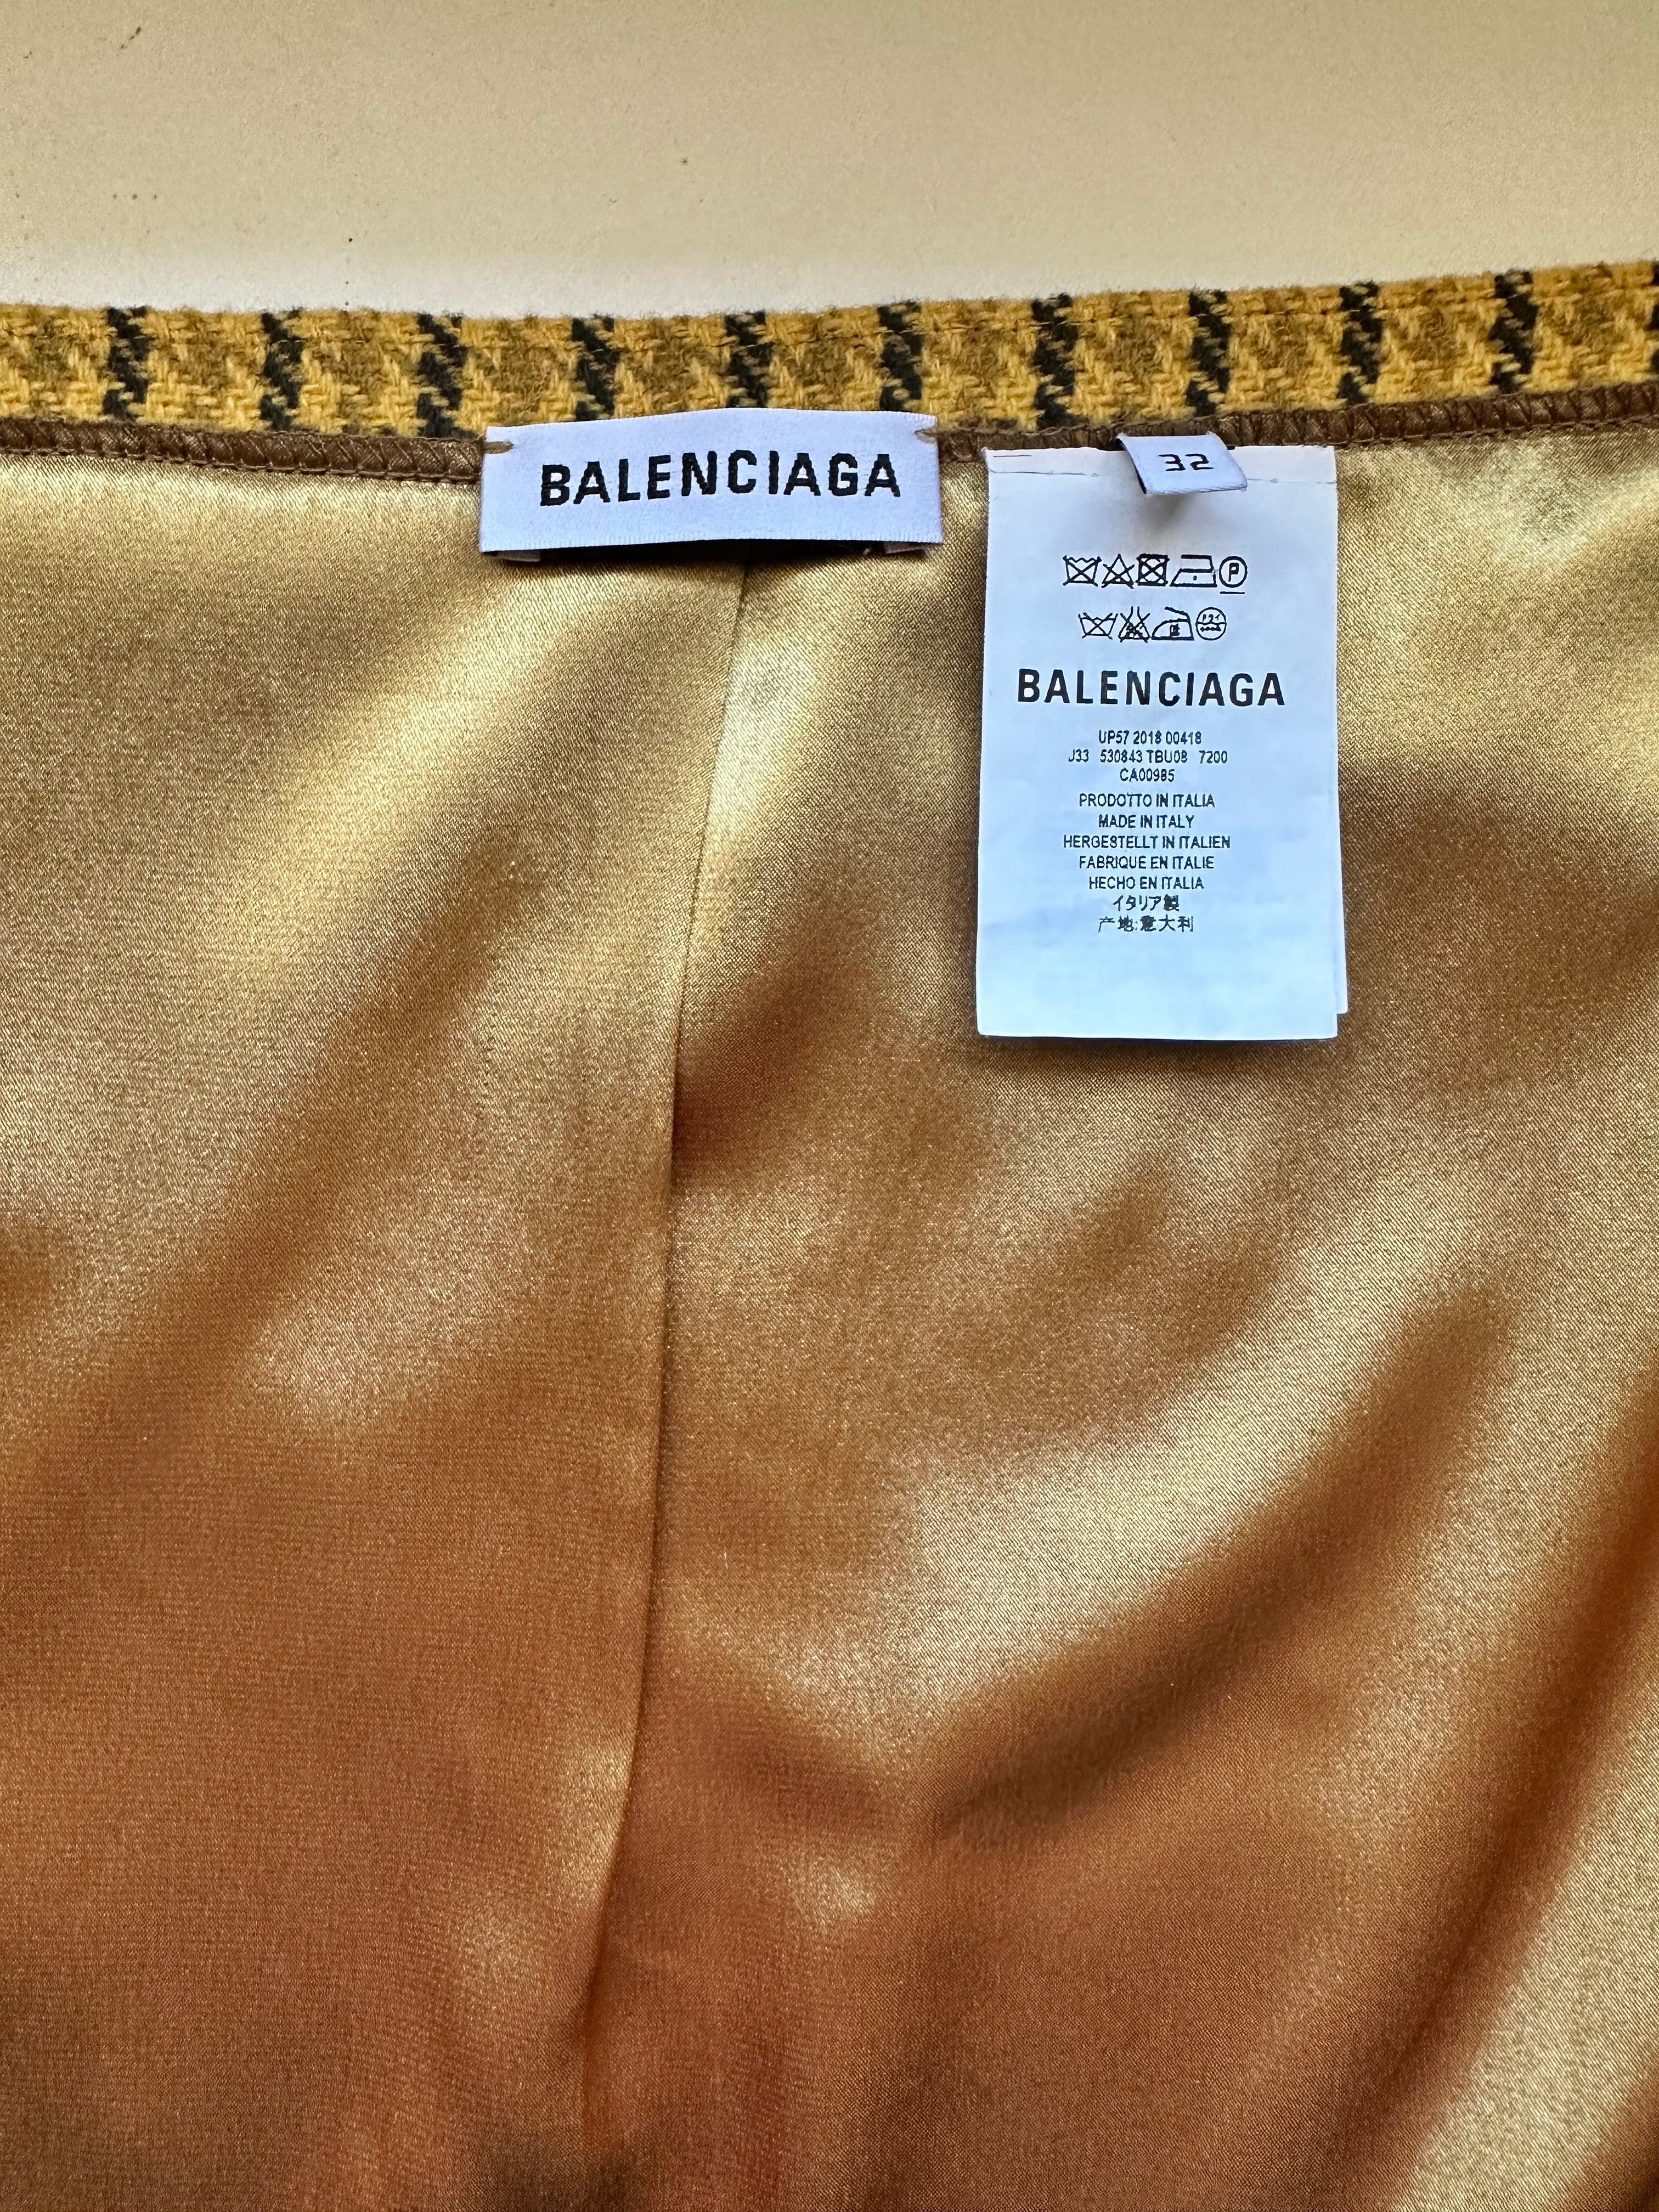 BALENCIAGA
32
P
BALENCIAGA
UP57 2018 00418
J33 530843 TBU08 7200
CA00985
PRODOTTO IN ITALIA
MADE IN ITALY
HERGESTELLT IN ITALIEN
FABRIQUE EN ITALIE
HECHO EN ITALIA
イタリア製
产地:意大利